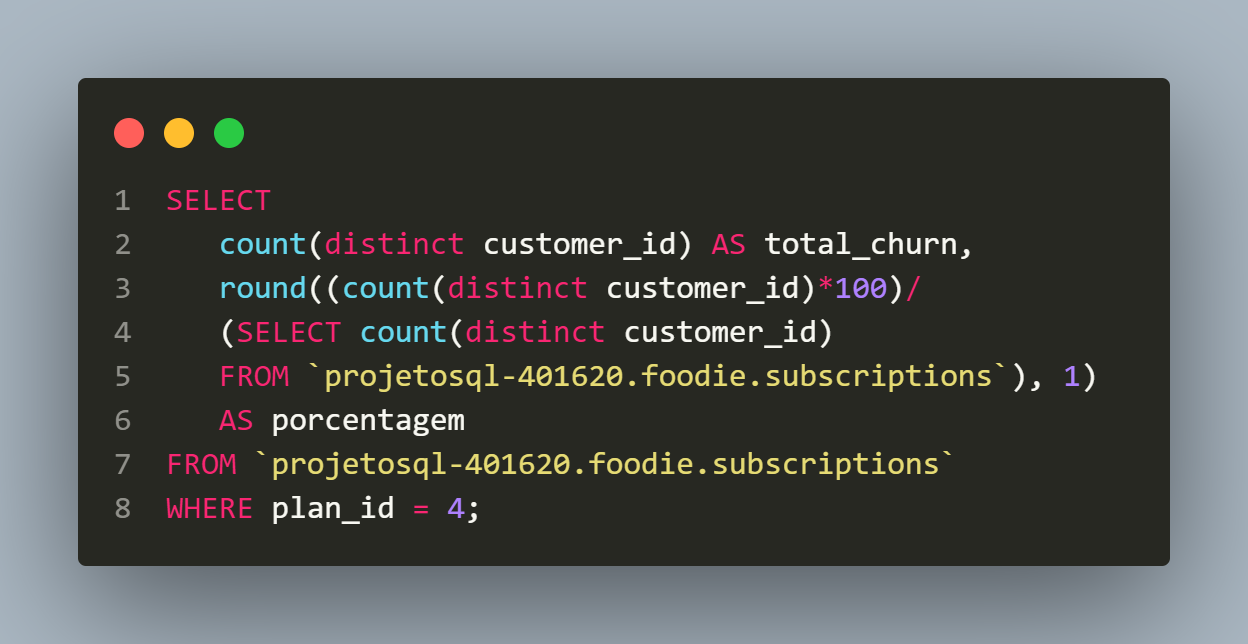 1 SELECT
2 count(distinct customer_id) AS total_churn,
3 round((count(distinct customer_id)*100)/
4 (SELECT count(distinct customer_id)
5 FROM `projetosql-401620.foodie.subscriptions`), 1)
6 AS porcentagem
7 FROM `projetosql-401620.foodie.subscriptions`
8 WHERE plan_id = 4;